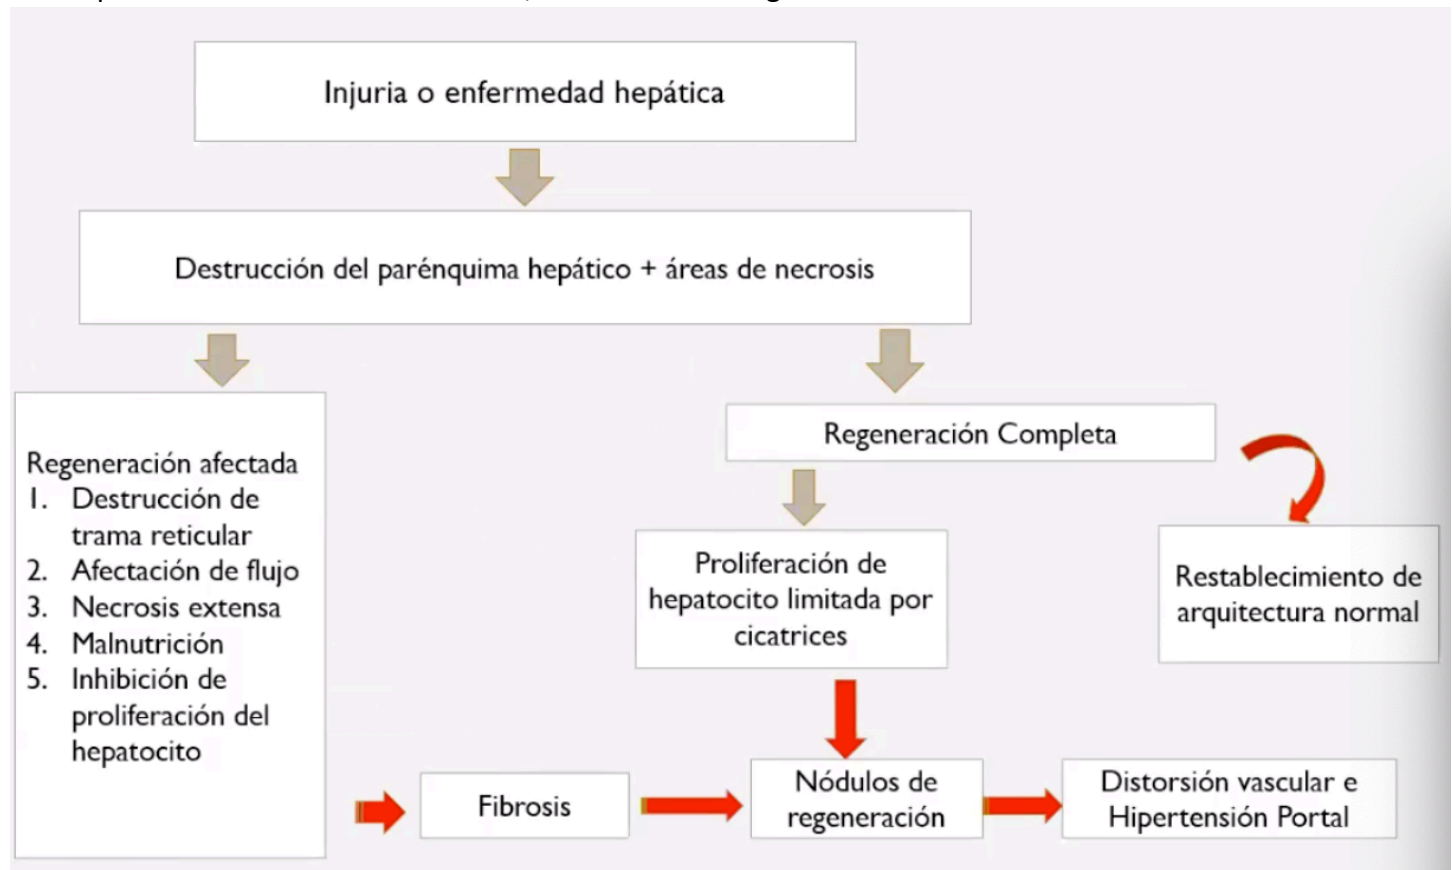 Injuria o enfermedad hepática
Destrucción del parénquima hepático + áreas de necrosis
Regeneración afectada
1. Destrucción de
trama reticular
2. Afectación de flujo
3. Necrosis extensa
4. Malnutrición
5. Inhibición de
proliferación del
hepatocito
Regeneración Completa
Proliferación de
hepatocito limitada por
cicatrices
Restablecimiento de
arquitectura normal
Fibrosis
Nódulos de
regeneración
Distorsión vascular e
Hipertensión Portal